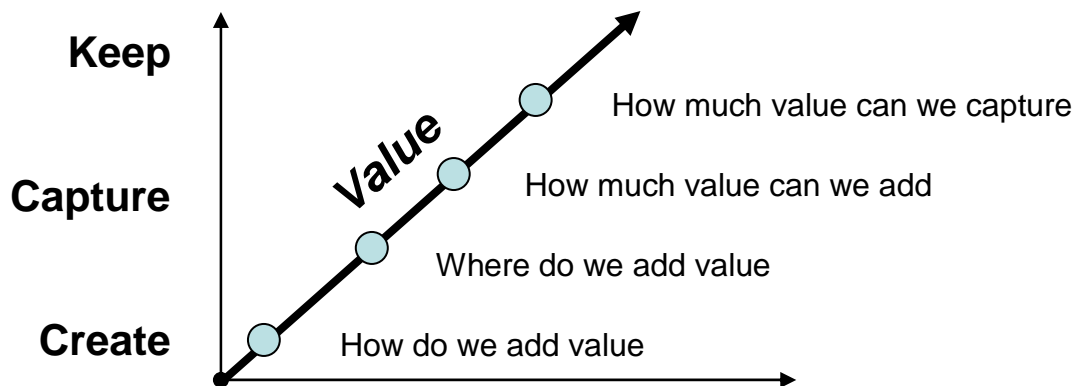 Keep
How much value can we capture
Value
Capture
How much value can we add
Where do we add value
Create
How do we add value